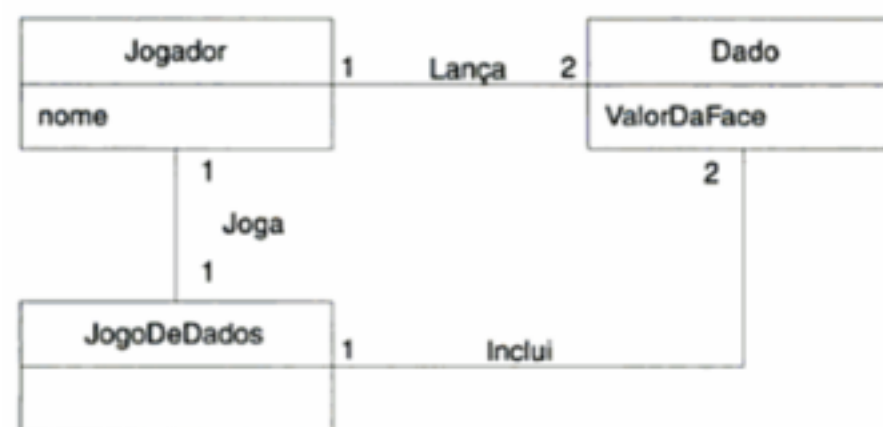 Jogador
1 Lança 2
Dado
nome
ValorDaFace
1
2
Joga
1
JogoDeDados
1 Inclui